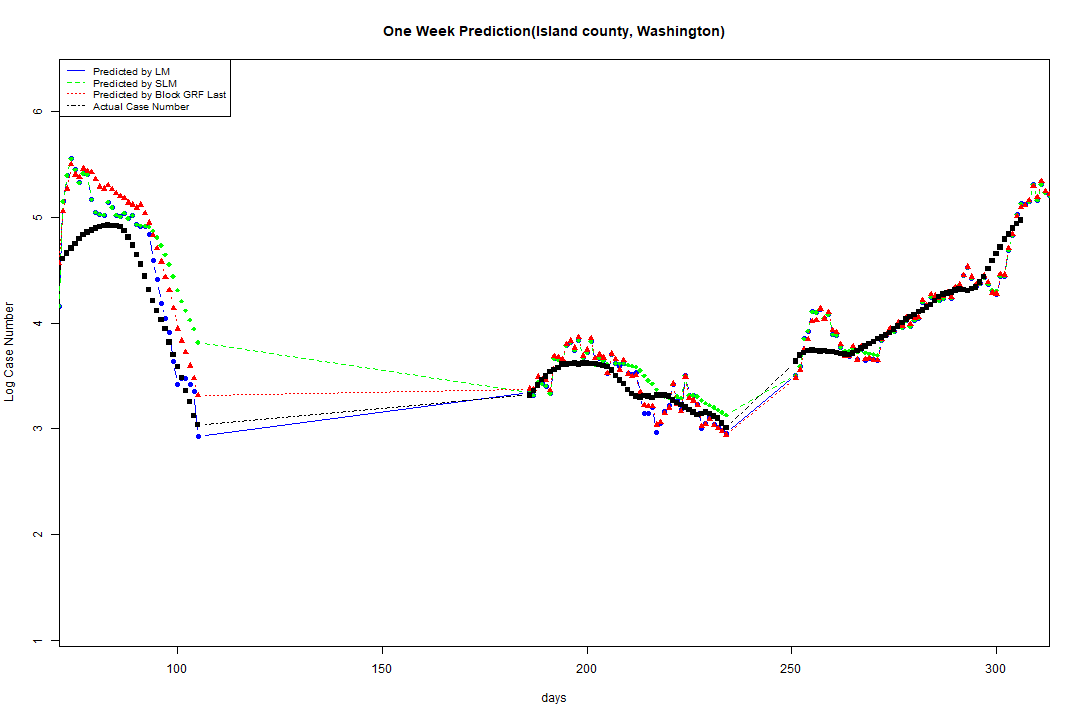 One Week Prediction(Island county, Washington)
Predicted by LM
Predicted by SLM
Predicted by Block GRF Last
Actual Case Number
6
5
4
3
2
1
Log Case Number
100 150 200 250 300
days